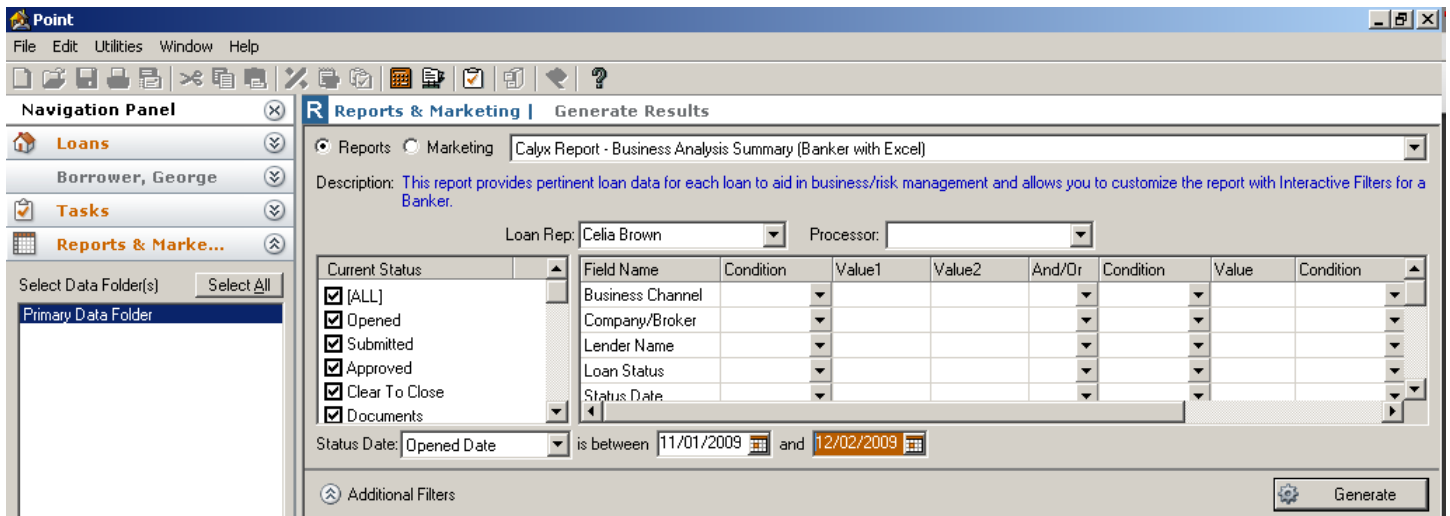 Point
File Edit Utilities Window Help
Navigation Panel
R Reports & Marketing | Generate Results
Loans
Reports Marketing Calyx Report - Business Analysis Summary (Banker with Excel)
Borrower, George
Description: This report provides pertinent loan data for each loan to aid in business/risk management and allows you to customize the report with Interactive Filters for a
Banker.
Tasks
Loan Rep: Celia Brown Processor:
Reports & Marke...
Current Status Field Name Condition Value1 Value2 And/Or Condition Value Condition
Select Data Folder(s) Select All
[ALL] Business Channel
Primary Data Folder
Opened Company/Broker
Submitted Lender Name
Approved Loan Status
Clear To Close Status Date
Documents
Status Date: Opened Date is between 11/01/2009 and 12/02/2009
Additional Filters Generate